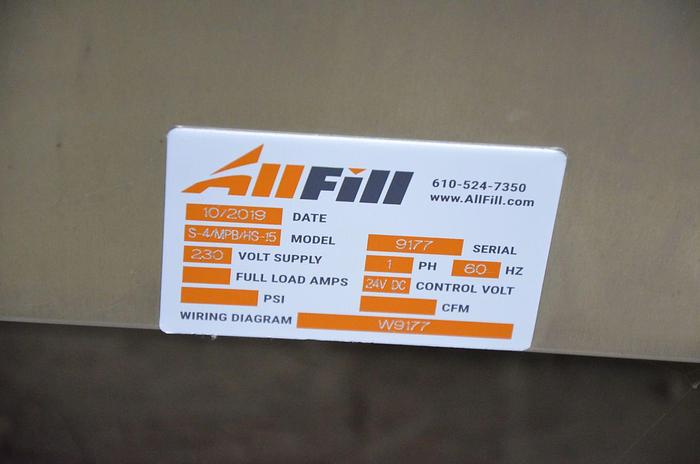 AllFill
610-524-7350
www.AllFill.com
10/2019 DATE
S-4/MPB/HS-15 MODEL 9177 SERIAL
230 VOLT SUPPLY 1 PH 60 HZ
FULL LOAD AMPS 24V DC CONTROL VOLT
PSI CFM
WIRING DIAGRAM W9177